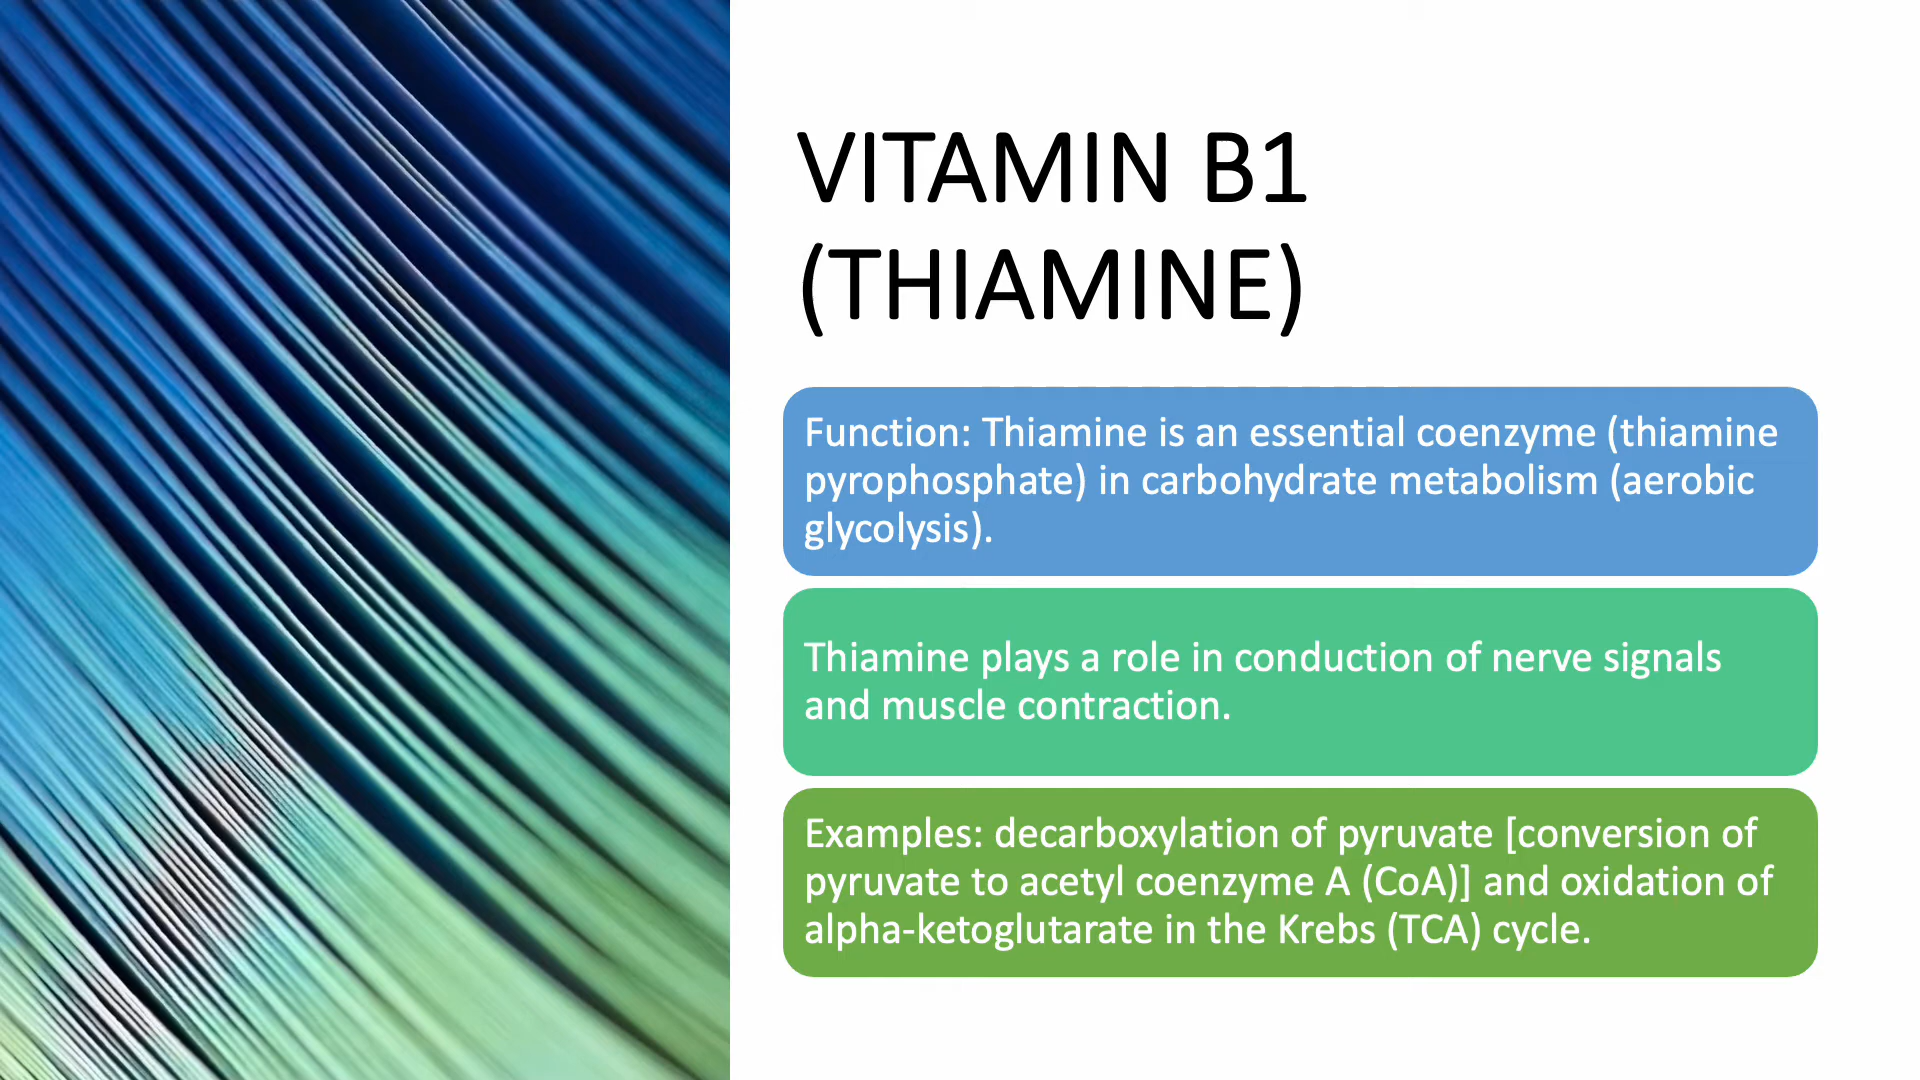 VITAMIN B1
(THIAMINE)
Function: Thiamine is an essential coenzyme (thiamine
pyrophosphate) in carbohydrate metabolism (aerobic
glycolysis).
Thiamine plays a role in conduction of nerve signals
and muscle contraction.
Examples: decarboxylation of pyruvate [conversion of
pyruvate to acetyl coenzyme A (CoA)] and oxidation of
alpha-ketoglutarate in the Krebs (TCA) cycle.